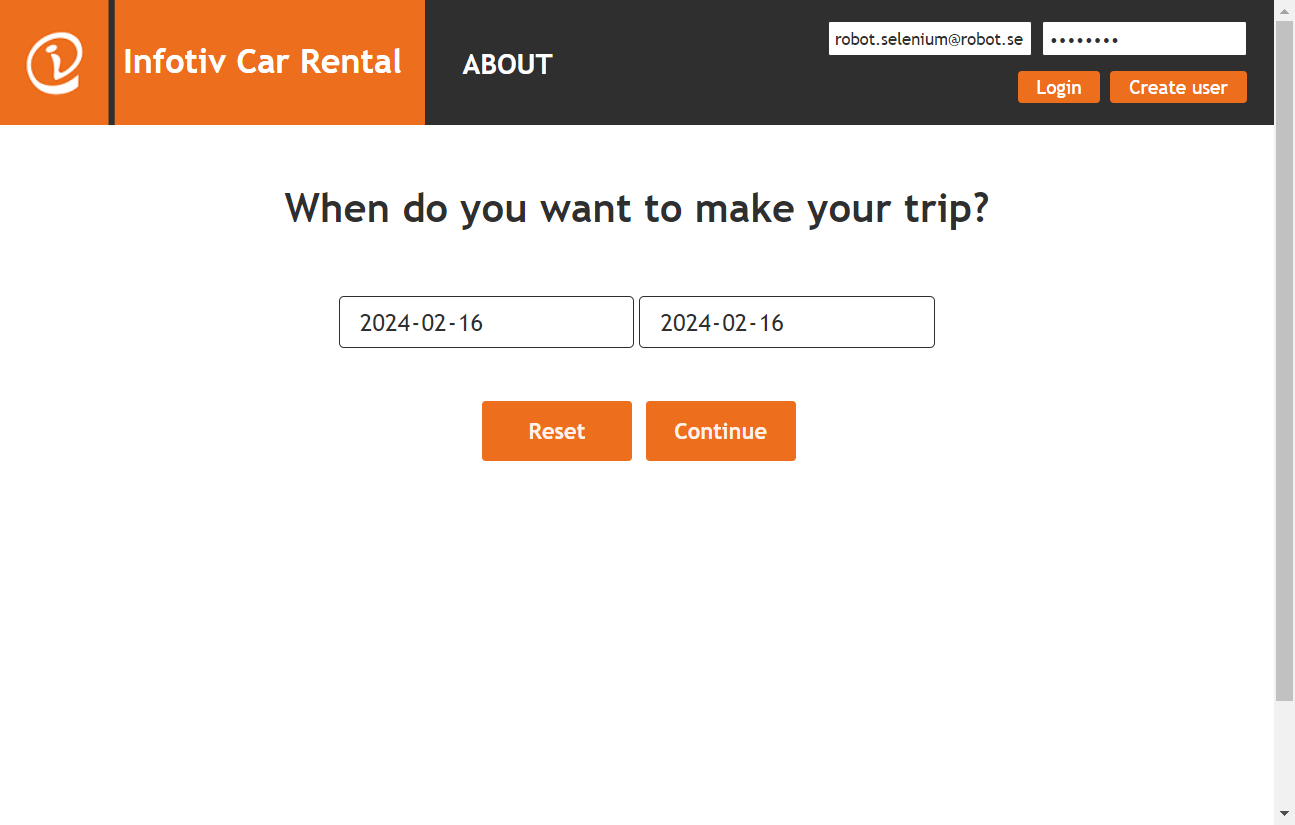 Infotiv Car Rental
ABOUT
robot.selenium@robot.se
••••••••
Login
Create user
When do you want to make your trip?
2024-02-16
2024-02-16
Reset
Continue